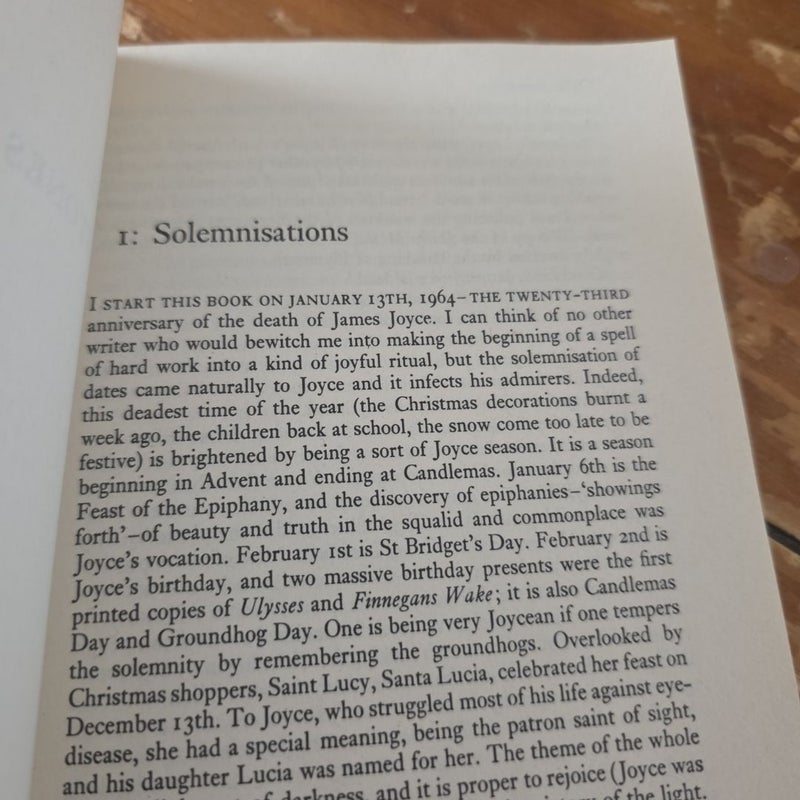 1: Solemnisations
I START THIS BOOK ON JANUARY 13TH, 1964–THE TWENTY-THIRD
anniversary of the death of James Joyce. I can think of no other
writer who would bewitch me into making the beginning of a spell
of hard work into a kind of joyful ritual, but the solemnisation of
dates came naturally to Joyce and it infects his admirers. Indeed,
this deadest time of the year (the Christmas decorations burnt a
week ago, the children back at school, the snow come too late to be
festive) is brightened by being a sort of Joyce season. It is a season
beginning in Advent and ending at Candlemas. January 6th is the
Feast of the Epiphany, and the discovery of epiphanies–‘showings
forth’–of beauty and truth in the squalid and commonplace was
Joyce's vocation. February 1st is St Bridget's Day. February 2nd is
Joyce's birthday, and two massive birthday presents were the first
printed copies of Ulysses and Finnegans Wake; it is also Candlemas
Day and Groundhog Day. One is being very Joycean if one tempers
the solemnity by remembering the groundhogs. Overlooked by
Christmas shoppers, Saint Lucy, Santa Lucia, celebrated her feast on
December 13th. To Joyce, who struggled most of his life against eye-
disease, she had a special meaning, being the patron saint of sight,
and his daughter Lucia was named for her. The theme of the whole
of darkness, and it is proper to rejoice (Joyce was
of the light.